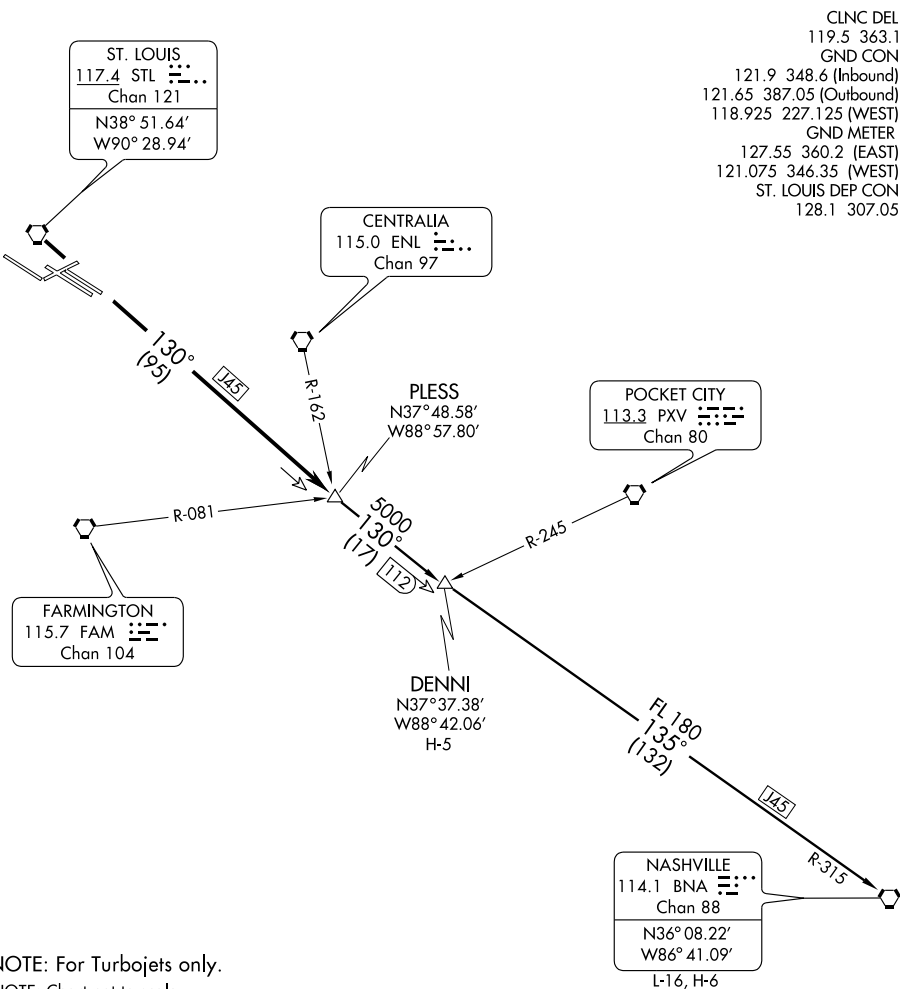 CLNC DEL
119.5 363.1
GND CON
121.9 348.6 (Inbound)
121.65 387.05 (Outbound)
118.925 227.125 (WEST)
GND METER
127.55 360.2 (EAST)
121.075 346.35 (WEST)
ST. LOUIS DEP CON
128.1 307.05
ST. LOUIS
117.4 STL
Chan 121
N38° 51.64′
W90° 28.94′
CENTRALIA
115.0 ENL
Chan 97
130°
(95)
J45
R-162
PLESS
N37° 48.58′
W88° 57.80′
POCKET CITY
113.3 PXV
Chan 80
R-081
5000
130°
(17)
112
R-245
FARMINGTON
115.7 FAM
Chan 104
DENNI
N37° 37.38′
W88° 42.06′
H-5
FL 180
135°
(132)
J45
R-315
NASHVILLE
114.1 BNA
Chan 88
N36° 08.22′
W86° 41.09′
L-16, H-6
NOTE: For Turbojets only.